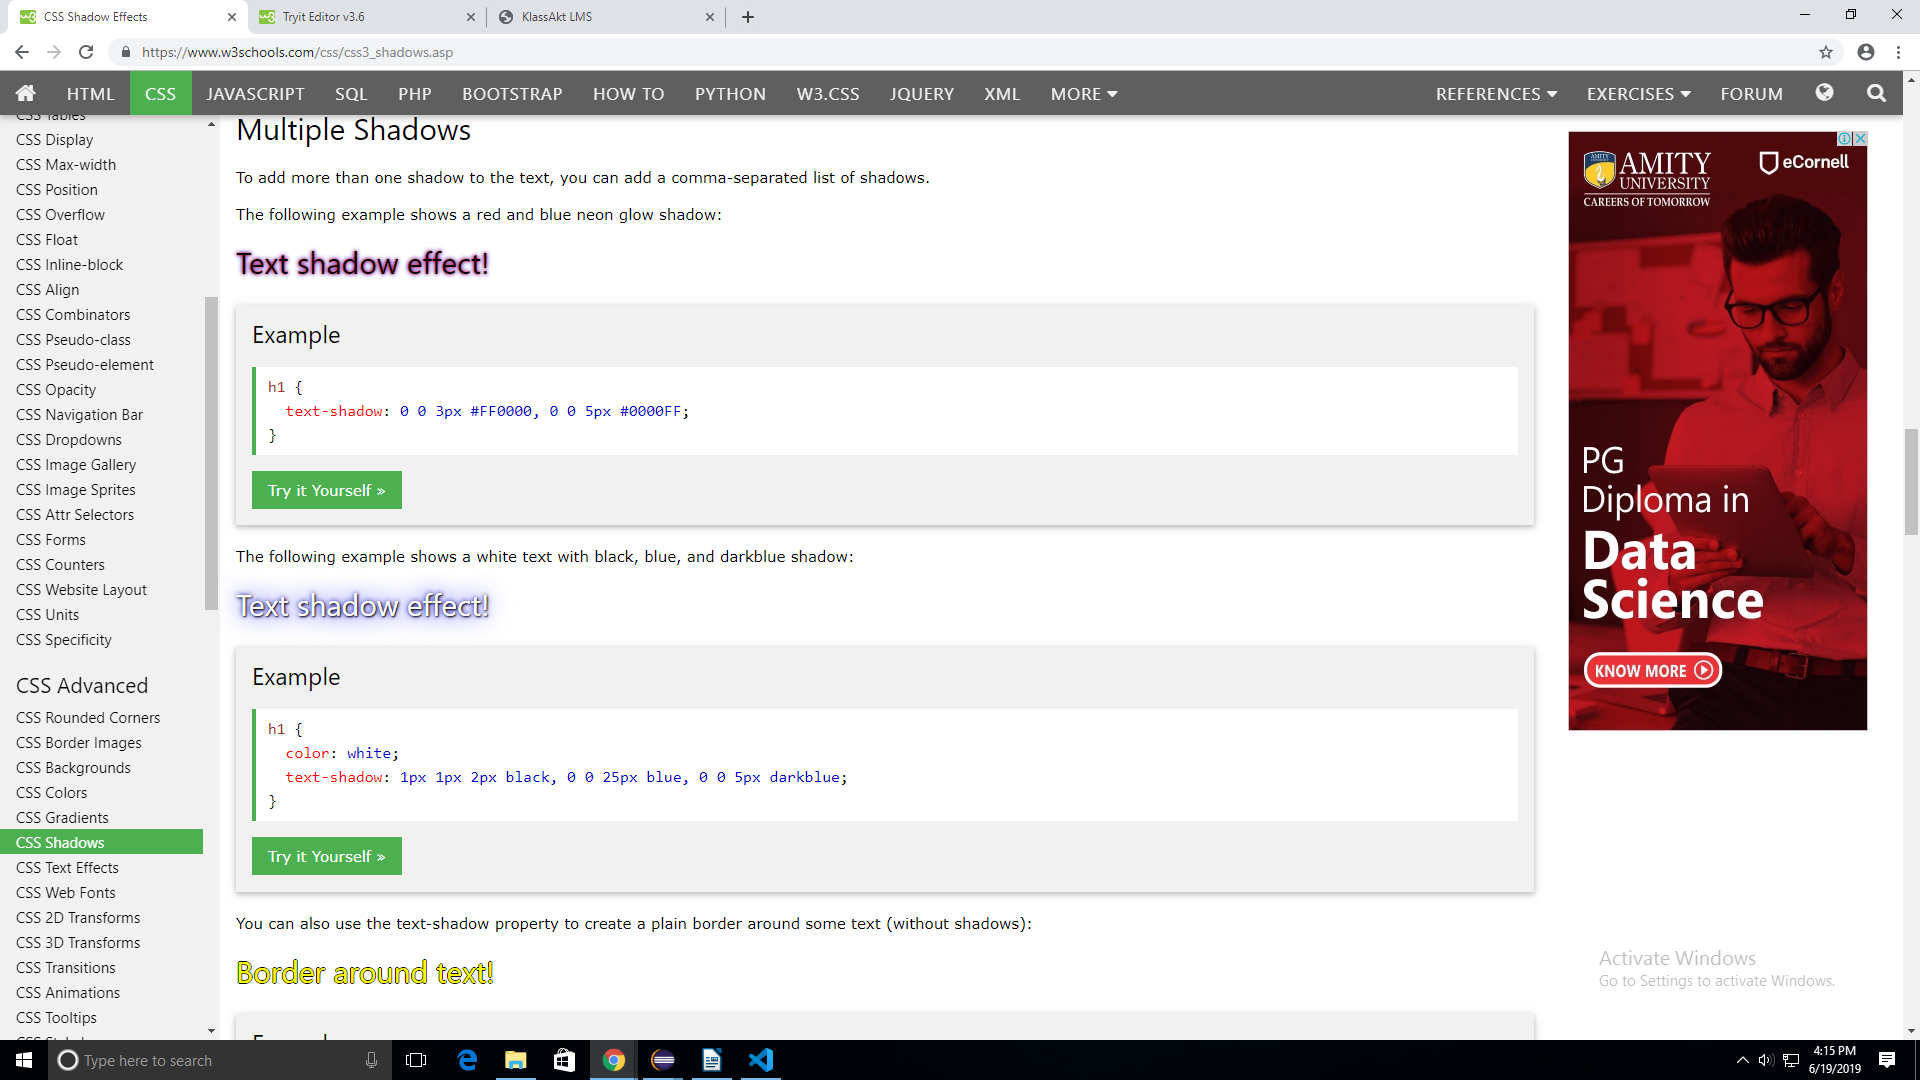 CSS Shadow Effects
Tryit Editor v3.6
KlassAkt LMS
https://www.w3schools.com/css/css3_shadows.asp
HTML CSS JAVASCRIPT SQL PHP BOOTSTRAP HOW TO PYTHON W3.CSS JQUERY XML MORE REFERENCES EXERCISES FORUM
CSS Tables
CSS Display
CSS Max-width
CSS Position
CSS Overflow
CSS Float
CSS Inline-block
CSS Align
CSS Combinators
CSS Pseudo-class
CSS Pseudo-element
CSS Opacity
CSS Navigation Bar
CSS Dropdowns
CSS Image Gallery
CSS Image Sprites
CSS Attr Selectors
CSS Forms
CSS Counters
CSS Website Layout
CSS Units
CSS Specificity
CSS Advanced
CSS Rounded Corners
CSS Border Images
CSS Backgrounds
CSS Colors
CSS Gradients
CSS Shadows
CSS Text Effects
CSS Web Fonts
CSS 2D Transforms
CSS 3D Transforms
CSS Transitions
CSS Animations
CSS Tooltips
Multiple Shadows
To add more than one shadow to the text, you can add a comma-separated list of shadows.
The following example shows a red and blue neon glow shadow:
Text shadow effect!
Example
h1 {
text-shadow: 0 0 3px #FF0000, 0 0 5px #0000FF;
}
Try it Yourself »
The following example shows a white text with black, blue, and darkblue shadow:
Text shadow effect!
Example
h1 {
color: white;
text-shadow: 1px 1px 2px black, 0 0 25px blue, 0 0 5px darkblue;
}
Try it Yourself »
You can also use the text-shadow property to create a plain border around some text (without shadows):
Border around text!
Example
AMITY
UNIVERSITY
CAREERS OF TOMORROW
eCornell
PG
Diploma in
Data
Science
KNOW MORE
Activate Windows
Go to Settings to activate Windows.
Type here to search
4:15 PM
6/19/2019